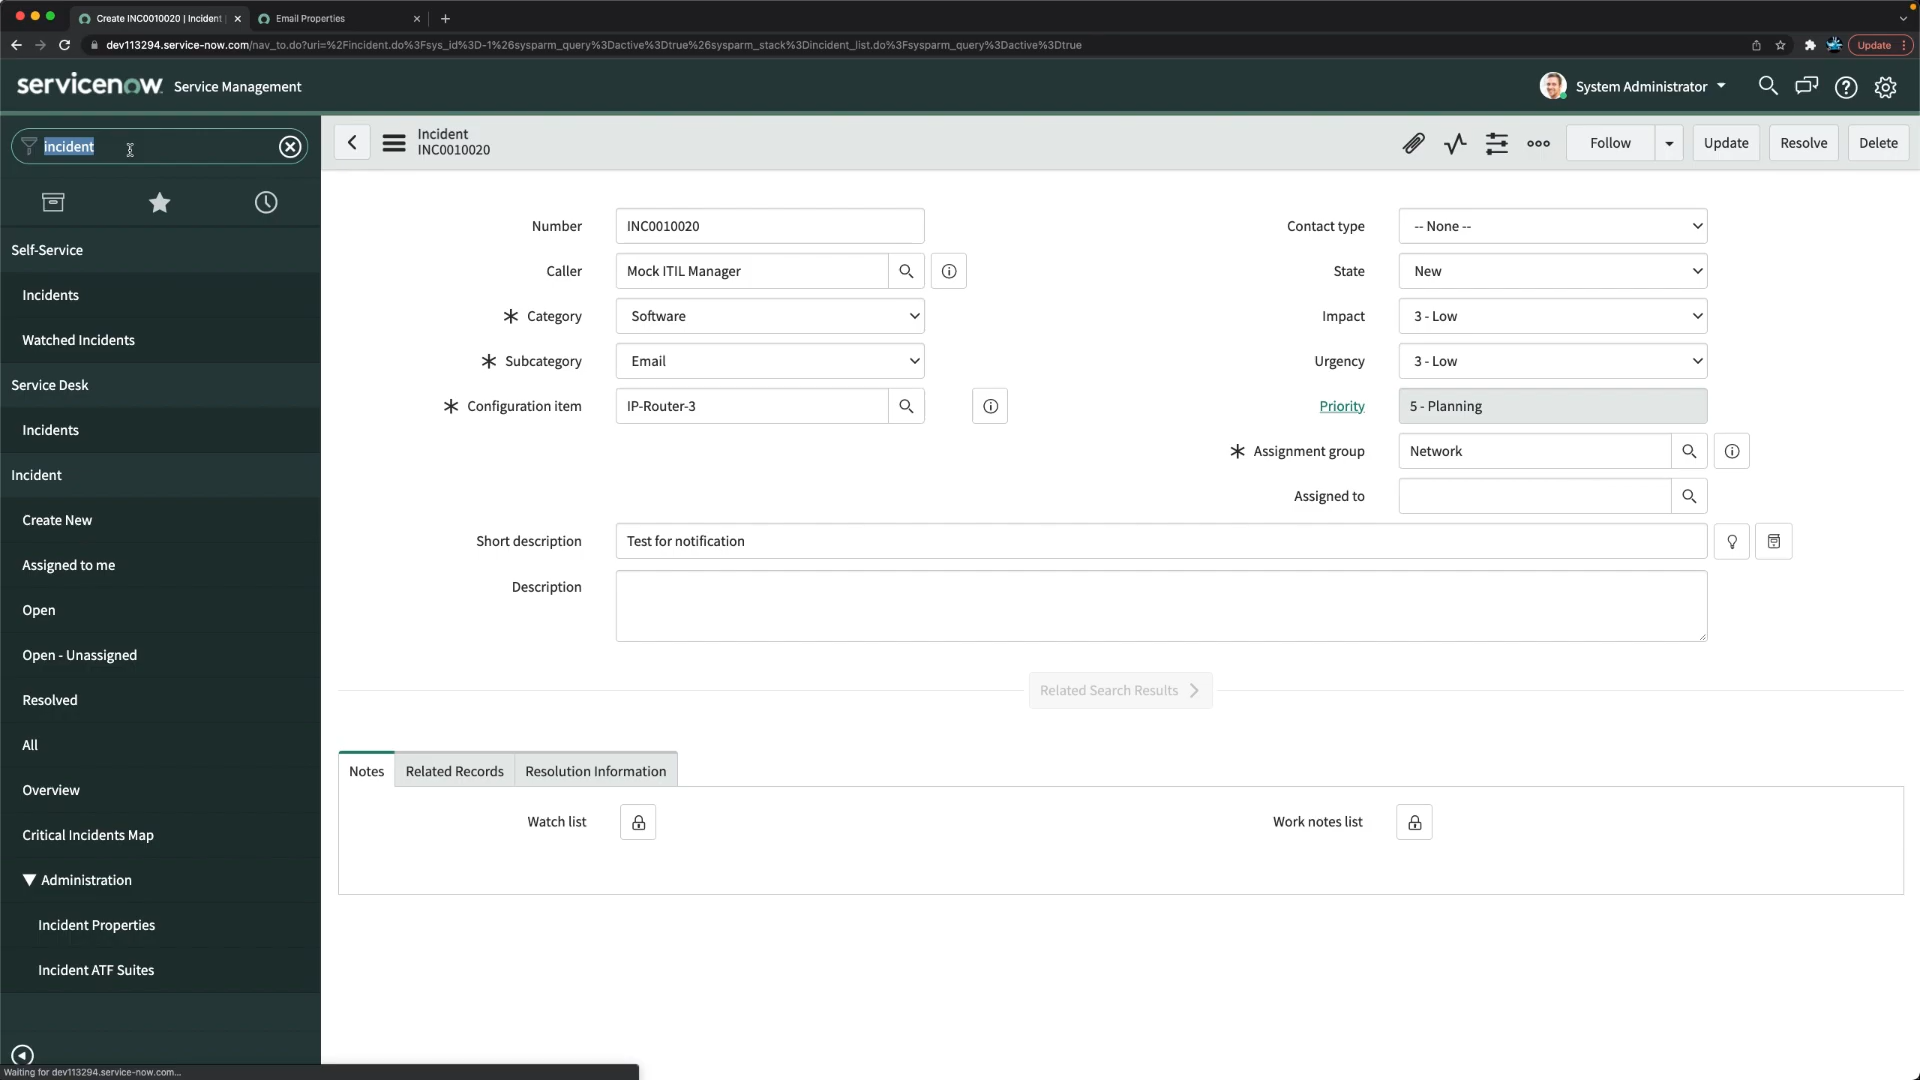 Create INC0010020 | Incident
Email Properties
dev113294.service-now.com/nav_to.do?uri=%2Fincident.do%3Fsys_id%3D-1%26sysparm_query%3Dactive%3Dtrue%26sysparm_stack%3Dincident_list.do%3Fsysparm_query%3Dactive%3Dtrue
Update
servicenow Service Management
System Administrator
incident
Self-Service
Incidents
Watched Incidents
Service Desk
Incidents
Incident
Create New
Assigned to me
Open
Open - Unassigned
Resolved
All
Overview
Critical Incidents Map
Administration
Incident Properties
Incident ATF Suites
Waiting for dev113294.service-now.com...
Incident
INC0010020
Follow
Update
Resolve
Delete
Number INC0010020
Caller Mock ITIL Manager
Category Software
Subcategory Email
Configuration item IP-Router-3
Contact type -- None --
State New
Impact 3 - Low
Urgency 3 - Low
Priority 5 - Planning
Assignment group Network
Assigned to
Short description Test for notification
Description
Related Search Results
Notes Related Records Resolution Information
Watch list Work notes list